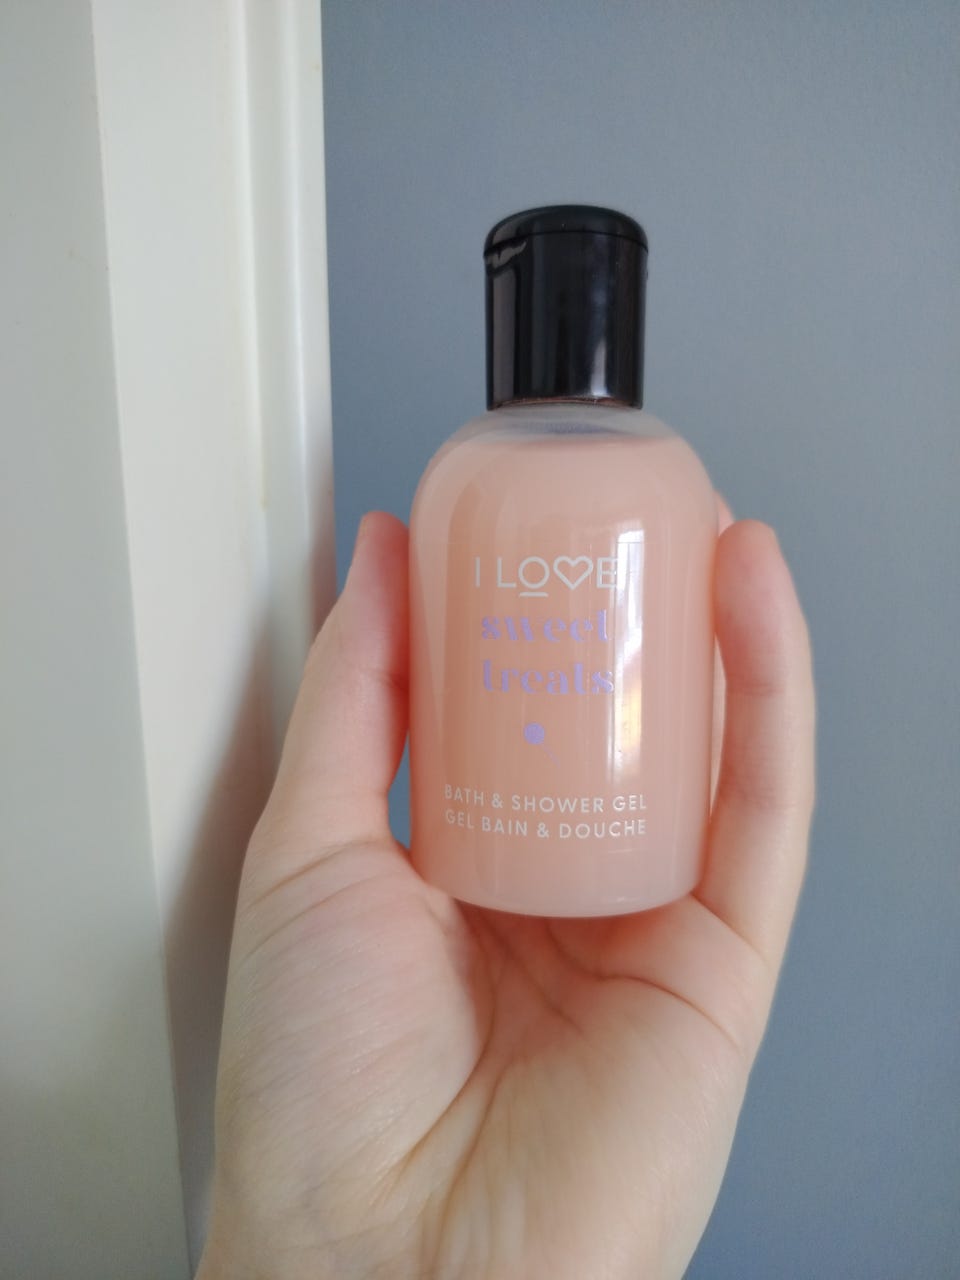 I LOVE
sweet
treats
BATH & SHOWER GEL
GEL BAIN & DOUCHE